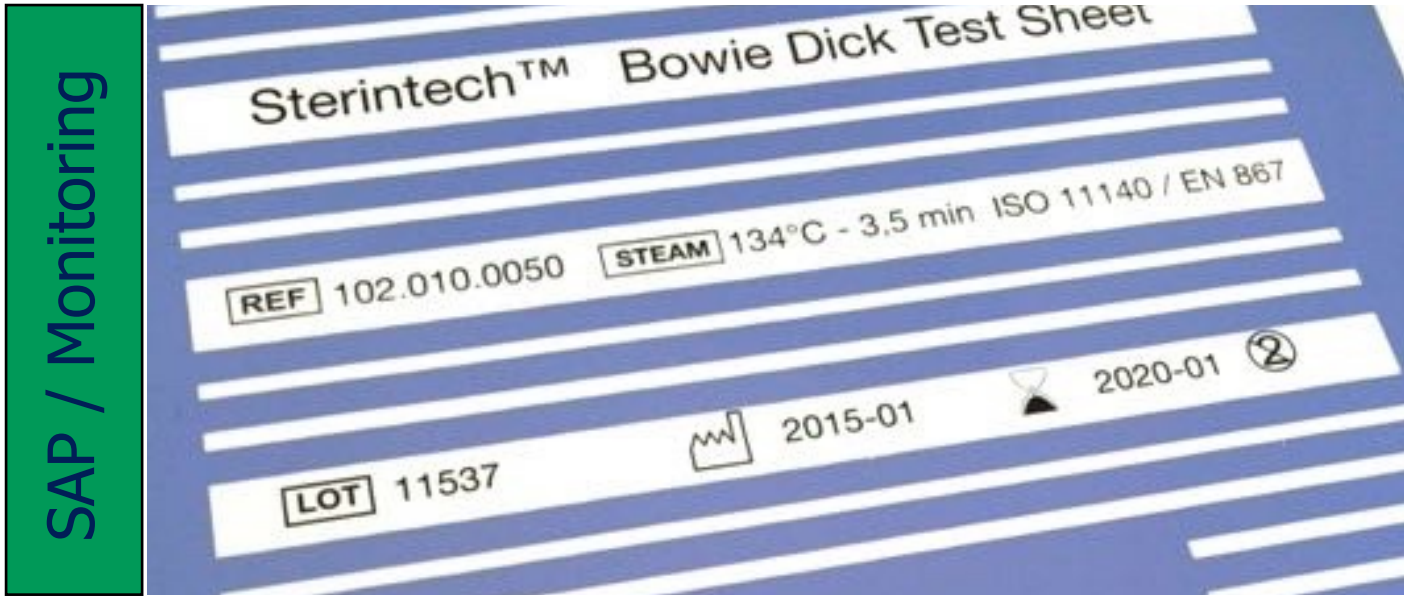 SAP / Monitoring
Sterintech™ Bowie Dick Test Sheet
REF 102.010.0050 STEAM 134°C - 3,5 min ISO 11140 / EN 867
LOT 11537 2015-01 2020-01 2